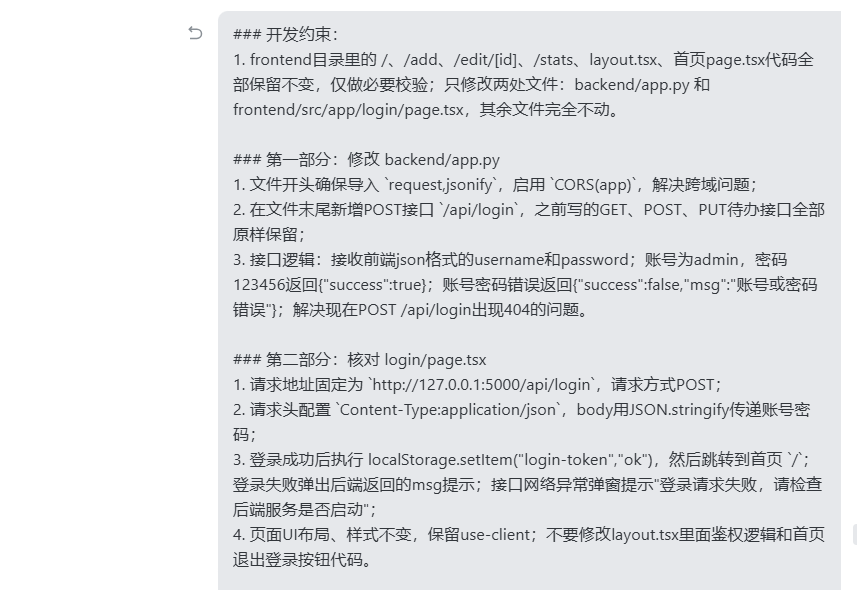 ### 开发约束：
1. frontend目录里的 /、/add、/edit/[id]、/stats、layout.tsx、首页page.tsx代码全
部保留不变，仅做必要校验；只修改两处文件：backend/app.py 和
frontend/src/app/login/page.tsx，其余文件完全不动。
### 第一部分：修改 backend/app.py
1. 文件开头确保导入 `request,jsonify`，启用 `CORS(app)`，解决跨域问题；
2. 在文件末尾新增POST接口 `/api/login`，之前写的GET、POST、PUT待办接口全部
原样保留；
3. 接口逻辑：接收前端json格式的username和password；账号为admin，密码
123456返回{"success":true}；账号密码错误返回{"success":false,"msg":"账号或密码
错误"}；解决现在POST /api/login出现404的问题。
### 第二部分：核对 login/page.tsx
1. 请求地址固定为 `http://127.0.0.1:5000/api/login`，请求方式POST；
2. 请求头配置 `Content-Type:application/json`，body用JSON.stringify传递账号密
码；
3. 登录成功后执行 localStorage.setItem("login-token","ok")，然后跳转到首页 `/`；
登录失败弹出后端返回的msg提示；接口网络异常弹窗提示"登录请求失败，请检查
后端服务是否启动"；
4. 页面UI布局、样式不变，保留use-client；不要修改layout.tsx里面鉴权逻辑和首页
退出登录按钮代码。